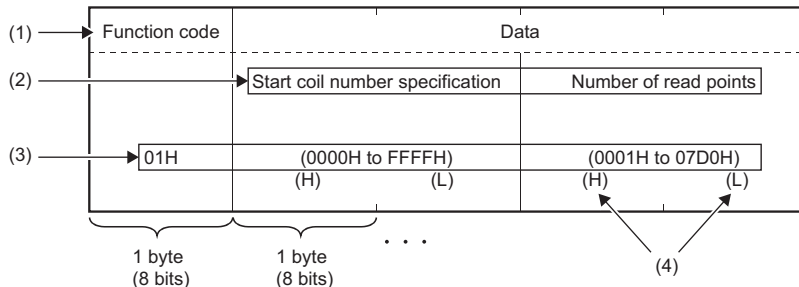 (1) Function code Data
(2) Start coil number specification Number of read points
(3) 01H (0000H to FFFFH) (0001H to 07D0H)
(H) (L) (H) (L)
1 byte 1 byte . . . (4)
(8 bits) (8 bits)